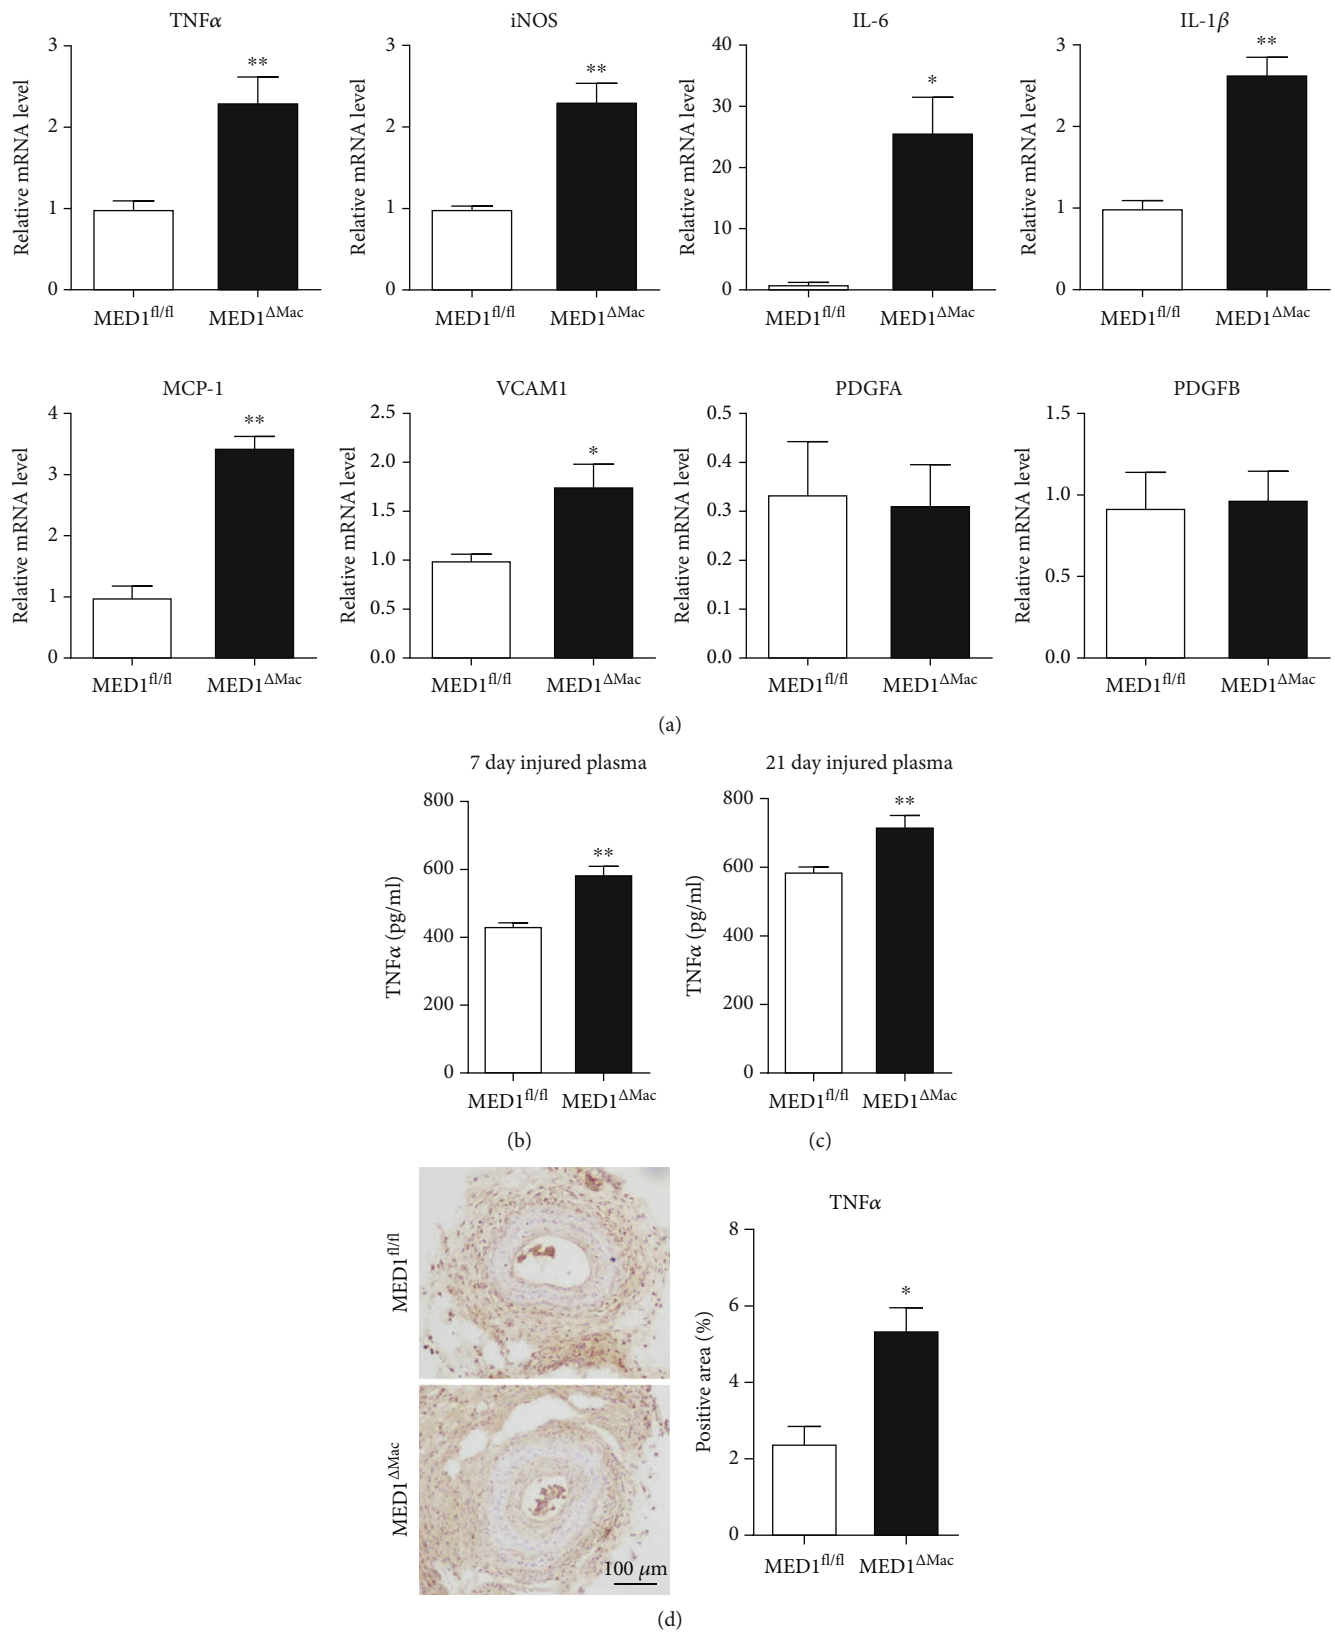 TNFα
iNOS
IL-6
IL-1β
Relative mRNA level
3
2
1
0
MED1fl/fl
MED1ΔMac
**
Relative mRNA level
3
2
1
0
MED1fl/fl
MED1ΔMac
**
Relative mRNA level
40
30
20
10
0
MED1fl/fl
MED1ΔMac
*
Relative mRNA level
3
2
1
0
MED1fl/fl
MED1ΔMac
**
MCP-1
VCAM1
PDGFA
PDGFB
Relative mRNA level
4
3
2
1
0
MED1fl/fl
MED1ΔMac
**
Relative mRNA level
2.5
2.0
1.5
1.0
0.5
0.0
MED1fl/fl
MED1ΔMac
*
Relative mRNA level
0.5
0.4
0.3
0.2
0.1
0.0
MED1fl/fl
MED1ΔMac
Relative mRNA level
1.5
1.0
0.5
0.0
MED1fl/fl
MED1ΔMac
(a)
7 day injured plasma
TNFα (pg/ml)
800
600
400
200
0
**
MED1fl/fl
MED1ΔMac
(b)
21 day injured plasma
TNFα (pg/ml)
800
600
400
200
0
**
MED1fl/fl
MED1ΔMac
(c)
MED1fl/fl
MED1ΔMac
100 μm
TNFα
Positive area (%)
8
6
4
2
0
*
MED1fl/fl
MED1ΔMac
(d)